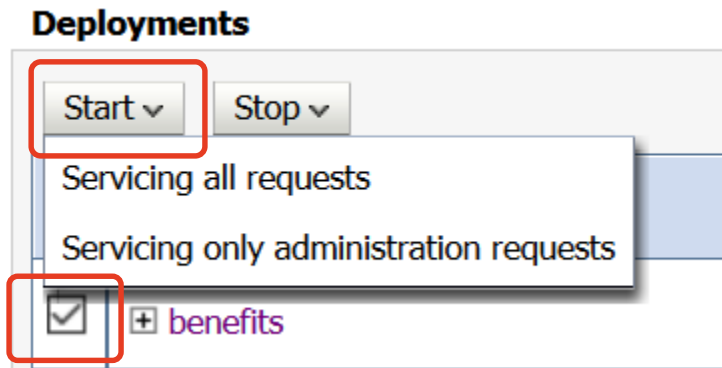 Deployments
Start Stop
Servicing all requests
Servicing only administration requests
benefits